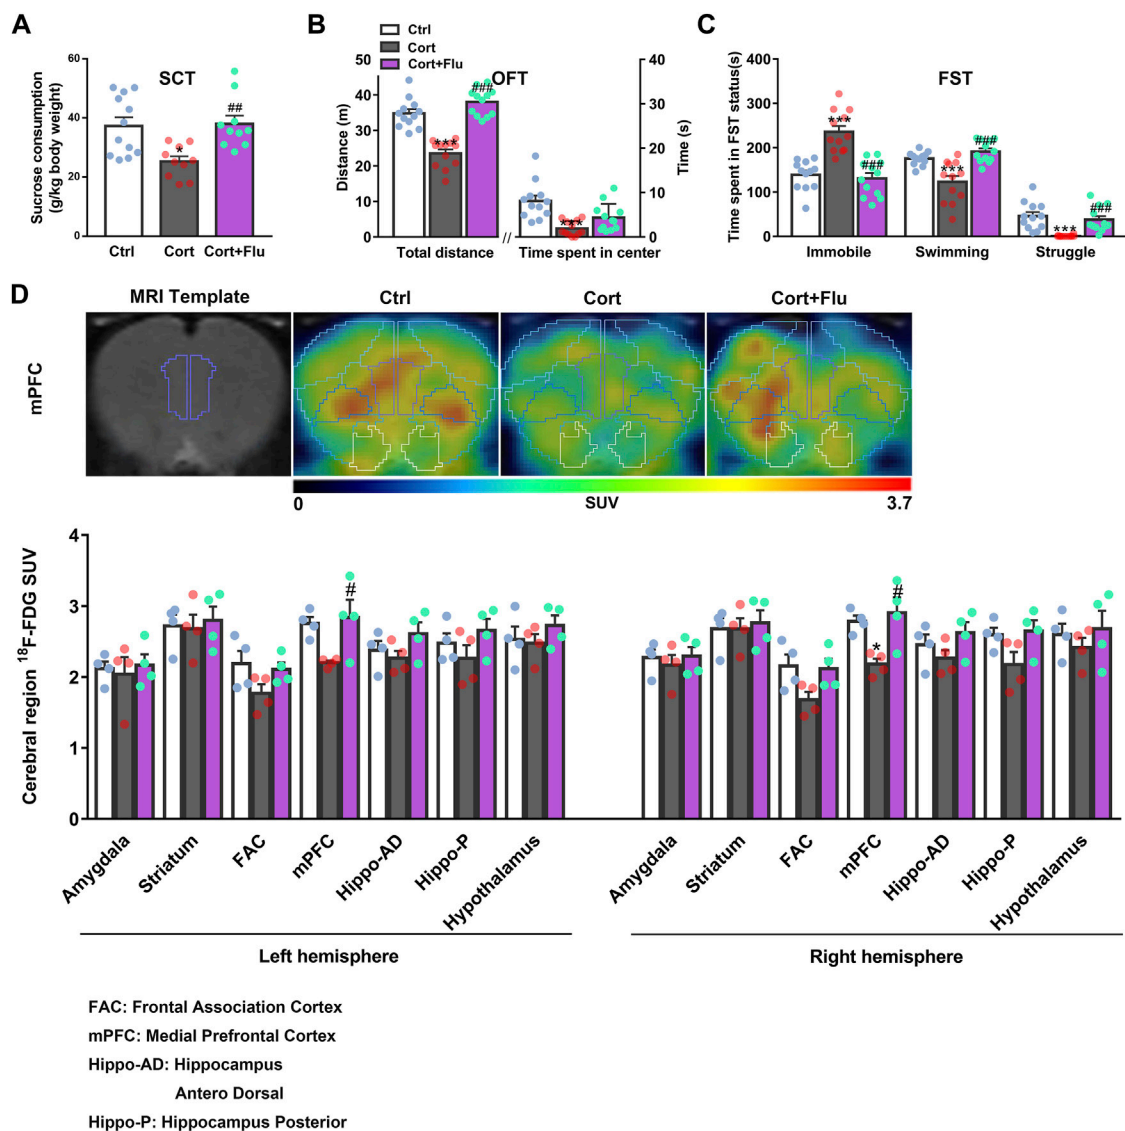 A
SCT
Sucrose consumption
(g/kg body weight)
60
40
20
0
*
##
Ctrl
Cort
Cort+Flu
B
Ctrl
Cort
Cort+Flu
OFT
Distance (m)
50
40
30
20
10
0
***
###
***
Time (s)
40
30
20
10
0
Total distance
//
Time spent in center
C
FST
Time spent in FST status(s)
400
300
200
100
0
***
###
***
###
***
###
Immobile
Swimming
Struggle
D
MRI Template
Ctrl
Cort
Cort+Flu
mPFC
0
SUV
3.7
Cerebral region ¹⁸F-FDG SUV
4
3
2
1
0
#
*
#
Amygdala
Striatum
FAC
mPFC
Hippo-AD
Hippo-P
Hypothalamus
Amygdala
Striatum
FAC
mPFC
Hippo-AD
Hippo-P
Hypothalamus
Left hemisphere
Right hemisphere
FAC: Frontal Association Cortex
mPFC: Medial Prefrontal Cortex
Hippo-AD: Hippocampus
Antero Dorsal
Hippo-P: Hippocampus Posterior